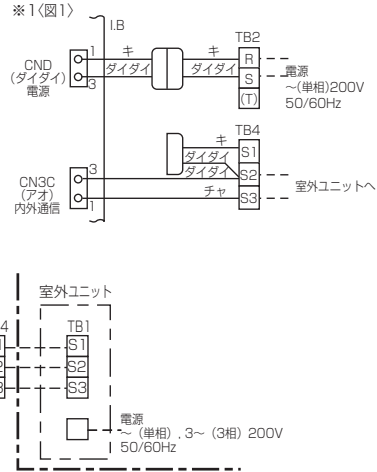 ※1〈図1〉
I.B
CND
(ダイダイ)
電源
1
3
キ
ダイダイ
キ
ダイダイ
TB2
R
S
(T)
電源
～(単相)200V
50/60Hz
TB4
キ
ダイダイ
ダイダイ
チャ
S1
S2
S3
室外ユニットへ
CN3C
(アオ)
内外通信
3
1
室外ユニット
4
TB1
1
S1
2
S2
3
S3
電源
～（単相）, 3～（3相）200V
50/60Hz